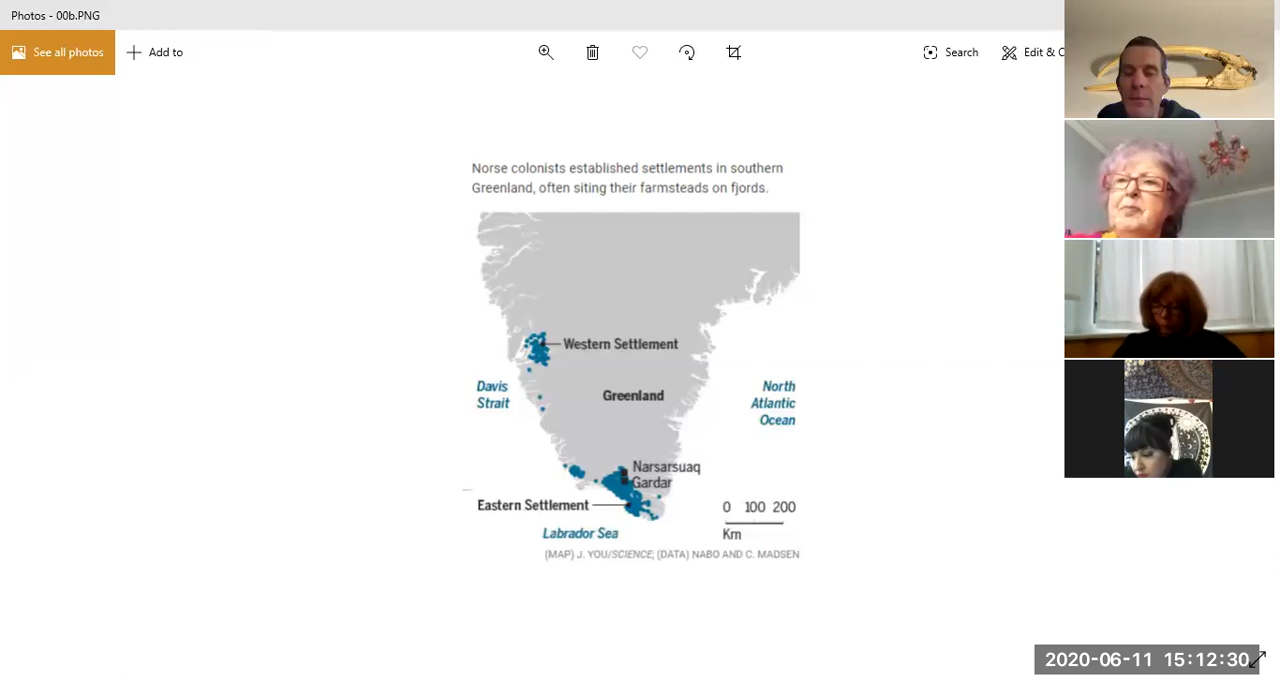 Photos - 00b.PNG
See all photos
Add to
Search
Edit & C
Norse colonists established settlements in southern
Greenland, often siting their farmsteads on fjords.
Western Settlement
Davis
Strait
Greenland
North
Atlantic
Ocean
Narsarsuaq
Gardar
Eastern Settlement
0 100 200
Km
Labrador Sea
(MAP) J. YOU/SCIENCE; (DATA) NABO AND C. MADSEN
2020-06-11 15:12:30